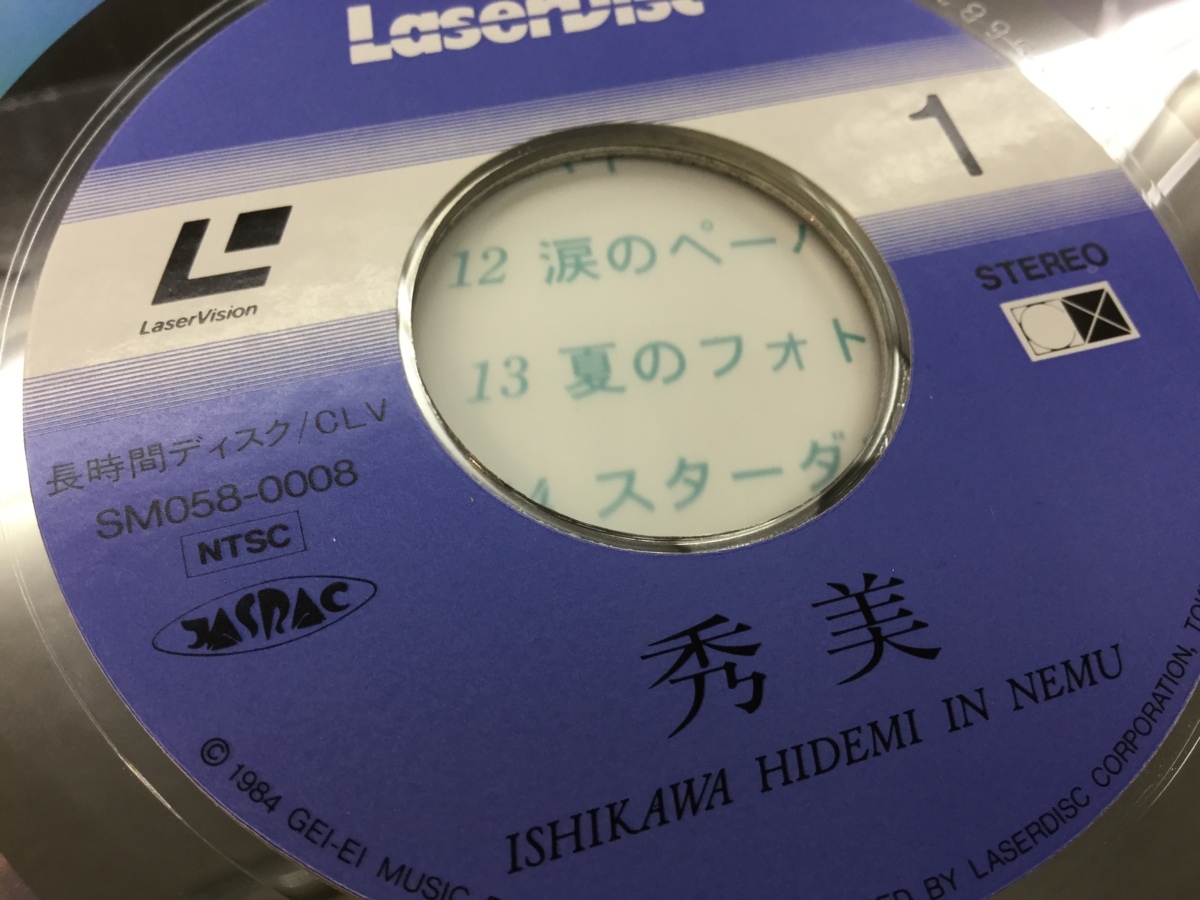 LaserDisc
1
LaserVision
STEREO
12 涙のペー
13 夏のフォト
スターダ
長時間ディスク/CLV
SM058-0008
NTSC
JASRAC
秀美
ISHIKAWA HIDEMI IN NEMU
© 1984 GEI-EI MUSIC
BY LASERDISC CORPORATION,